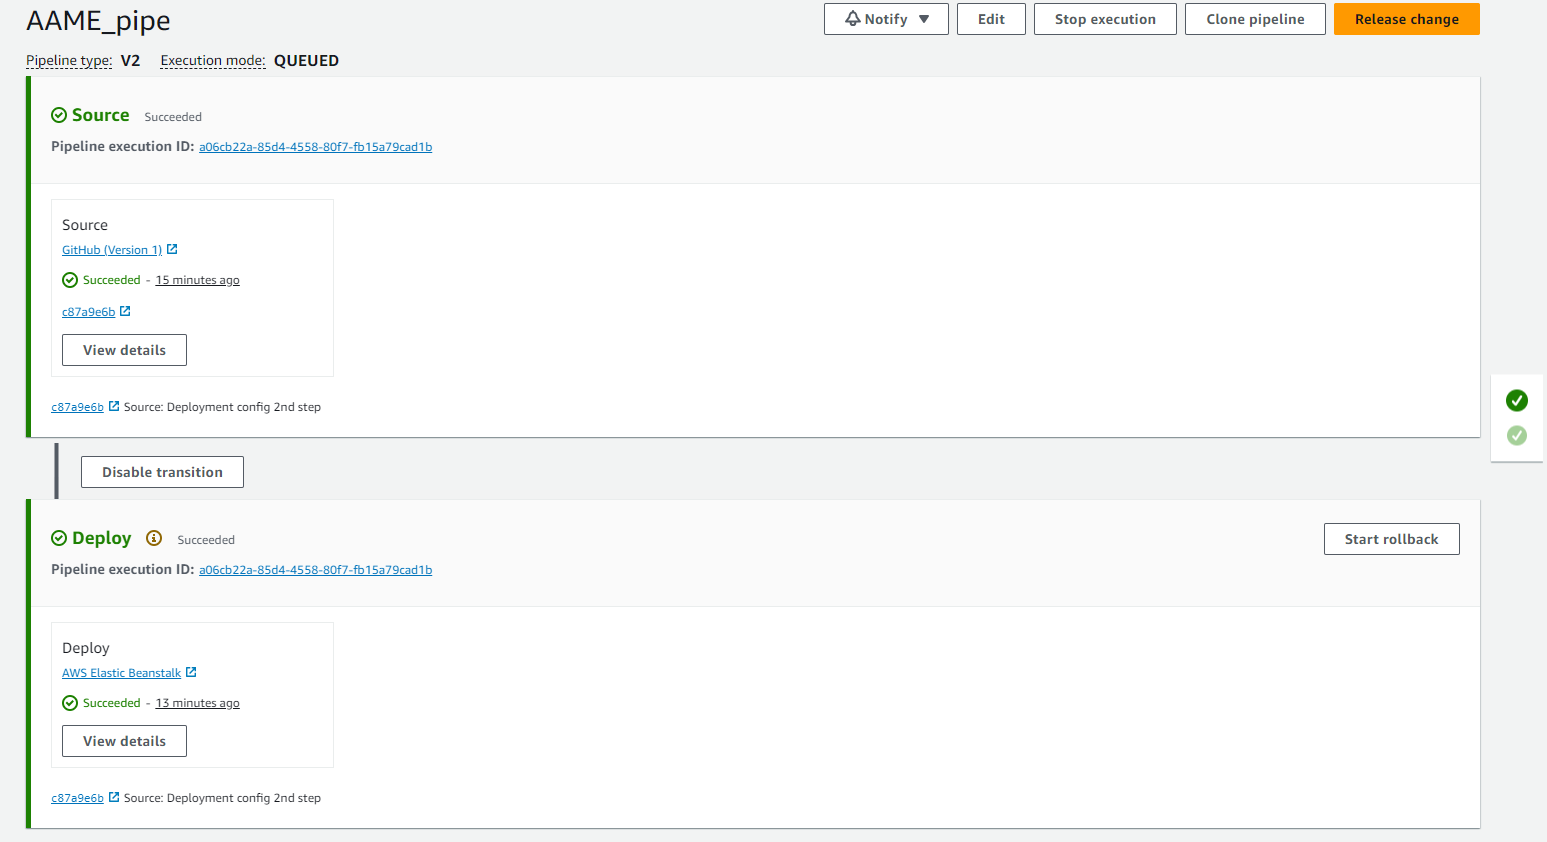 AAME_pipe
Notify
Edit
Stop execution
Clone pipeline
Release change
Pipeline type: V2 Execution mode: QUEUED
Source Succeeded
Pipeline execution ID: a06cb22a-85d4-4558-80f7-fb15a79cad1b
Source
GitHub (Version 1)
Succeeded - 15 minutes ago
c87a9e6b
View details
c87a9e6b Source: Deployment config 2nd step
Disable transition
Deploy Succeeded
Start rollback
Pipeline execution ID: a06cb22a-85d4-4558-80f7-fb15a79cad1b
Deploy
AWS Elastic Beanstalk
Succeeded - 13 minutes ago
View details
c87a9e6b Source: Deployment config 2nd step